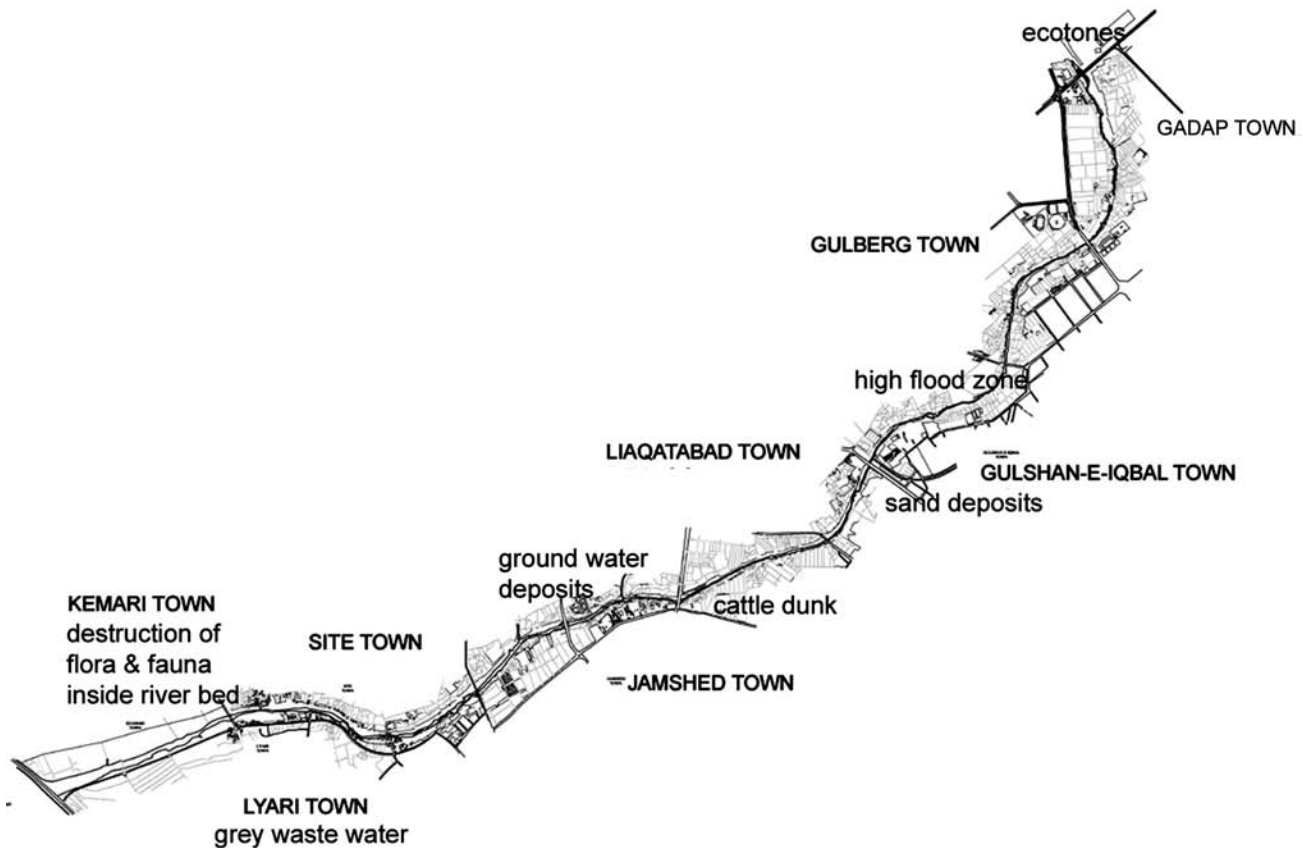 ecotones
GADAP TOWN
GULBERG TOWN
high flood zone
LIAQATABAD TOWN
GULSHAN-E-IQBAL TOWN
sand deposits
ground water
deposits
cattle dunk
KEMARI TOWN
destruction of
flora & fauna
inside river bed
SITE TOWN
JAMSHED TOWN
LYARI TOWN
grey waste water